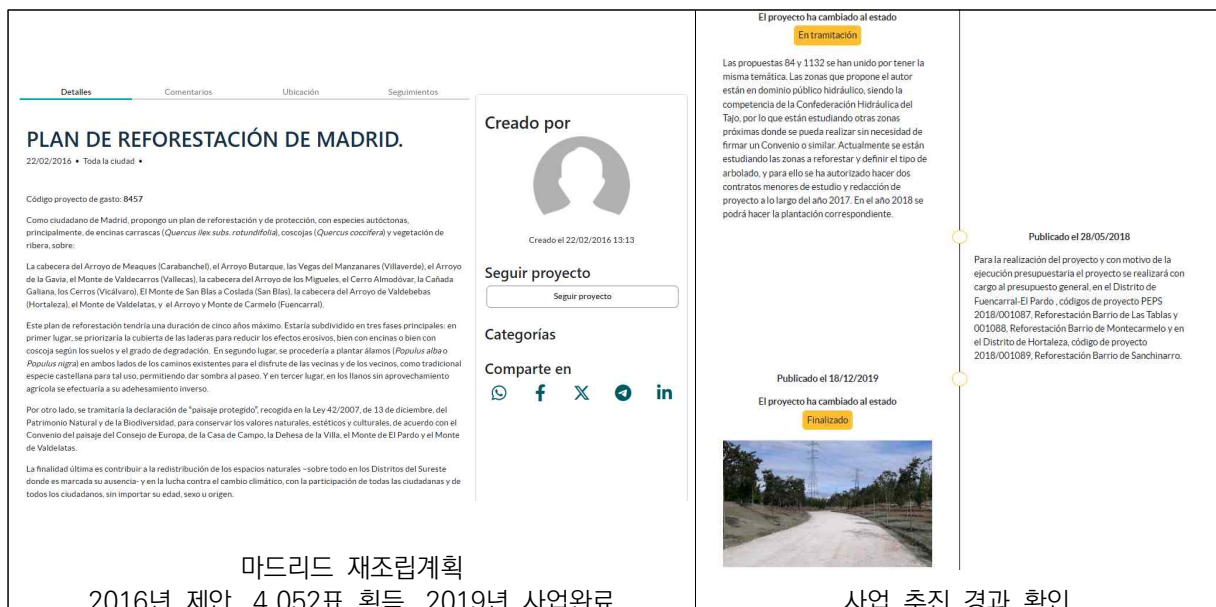 Detalles Comentarios Ubicación Seguimientos
PLAN DE REFORESTACIÓN DE MADRID.
22/02/2016 • Toda la ciudad •
Código proyecto de gasto: 8457
Como ciudadano de Madrid, propongo un plan de reforestación y de protección, con especies autóctonas,
principalmente, de encinas carrascas (Quercus ilex subs. rotundifolia), coscojas (Quercus coccifera) y vegetación de
ribera, sobre:
La cabecera del Arroyo de Meaques (Carabanchel), el Arroyo Butarque, las Vegas del Manzanares (Villaverde), el Arroyo
de la Gavia, el Monte de Valdecarros (Vallecas), la cabecera del Arroyo de los Migueles, el Cerro Almodóvar, la Cañada
Galiana, los Cerros (Vicálvaro). El Monte de San Blas a Coslada (San Blas), la cabecera del Arroyo de Valdebebas
(Hortaleza), el Monte de Valdelatas, y el Arroyo y Monte de Carmelo (Fuencarral).
Este plan de reforestación tendría una duración de cinco años máximo. Estaría subdividido en tres fases principales: en
primer lugar, se priorizaría la cubierta de las laderas para reducir los efectos erosivos, bien con encinas o bien con
coscoja según los suelos y el grado de degradación. En segundo lugar, se procedería a plantar álamos (Populus alba o
Populus nigra) en ambos lados de los caminos existentes para el disfrute de las vecinas y de los vecinos, como tradicional
especie castellana para tal uso, permitiendo dar sombra al paseo. Y en tercer lugar, en los llanos sin aprovechamiento
agrícola se efectuaría a su adehesamiento inverso.
Por otro lado, se tramitaría la declaración de "paisaje protegido", recogida en la Ley 42/2007, de 13 de diciembre, del
Patrimonio Natural y de la Biodiversidad, para conservar los valores naturales, estéticos y culturales, de acuerdo con el
Convenio del paisaje del Consejo de Europa, de la Casa de Campo, la Dehesa de la Villa, el Monte de El Pardo y el Monte
de Valdelatas.
La finalidad última es contribuir a la redistribución de los espacios naturales –sobre todo en los Distritos del Sureste
donde es marcada su ausencia- y en la lucha contra el cambio climático, con la participación de todas las ciudadanas y de
todos los ciudadanos, sin importar su edad, sexo u origen.
Creado por
Creado el 22/02/2016 13:13
Seguir proyecto
Seguir proyecto
Categorías
Comparte en
마드리드 재조림계획
2016년 제안, 4,052표 획득, 2019년 사업완료
El proyecto ha cambiado al estado
En tramitación
Las propuestas 84 y 1132 se han unido por tener la
misma temática. Las zonas que propone el autor
están en dominio público hidráulico, siendo la
competencia de la Confederación Hidráulica del
Tajo, por lo que están estudiando otras zonas
próximas donde se pueda realizar sin necesidad de
firmar un Convenio o similar. Actualmente se están
estudiando las zonas a reforestar y definir el tipo de
arbolado, y para ello se ha autorizado hacer dos
contratos menores de estudio y redacción de
proyecto a lo largo del año 2017. En el año 2018 se
podrá hacer la plantación correspondiente.
Publicado el 28/05/2018
Para la realización del proyecto y con motivo de la
ejecución presupuestaria el proyecto se realizará con
cargo al presupuesto general, en el Distrito de
Fuencarral-El Pardo , códigos de proyecto PEPS
2018/001087, Reforestación Barrio de Las Tablas y
001088, Reforestación Barrio de Montecarmelo y en
el Distrito de Hortaleza, código de proyecto
2018/001089, Reforestación Barrio de Sanchinarro.
Publicado el 18/12/2019
El proyecto ha cambiado al estado
Finalizado
사업 추진 경과 확인